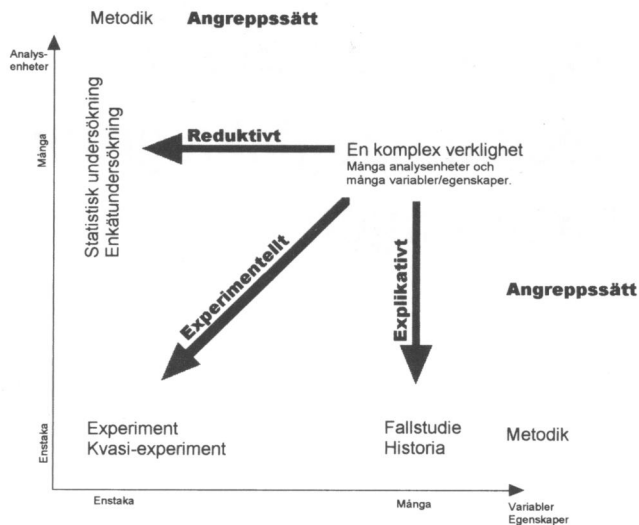 Metodik Angreppssätt
Analys-
enheter
Många
Statistisk undersökning
Enkätundersökning
Reduktivt
En komplex verklighet
Många analysenheter och
många variabler/egenskaper.
Experimentellt
Explikativt
Angreppssätt
Enstaka
Experiment
Kvasi-experiment
Fallstudie
Historia
Metodik
Enstaka
Många
Variabler
Egenskaper